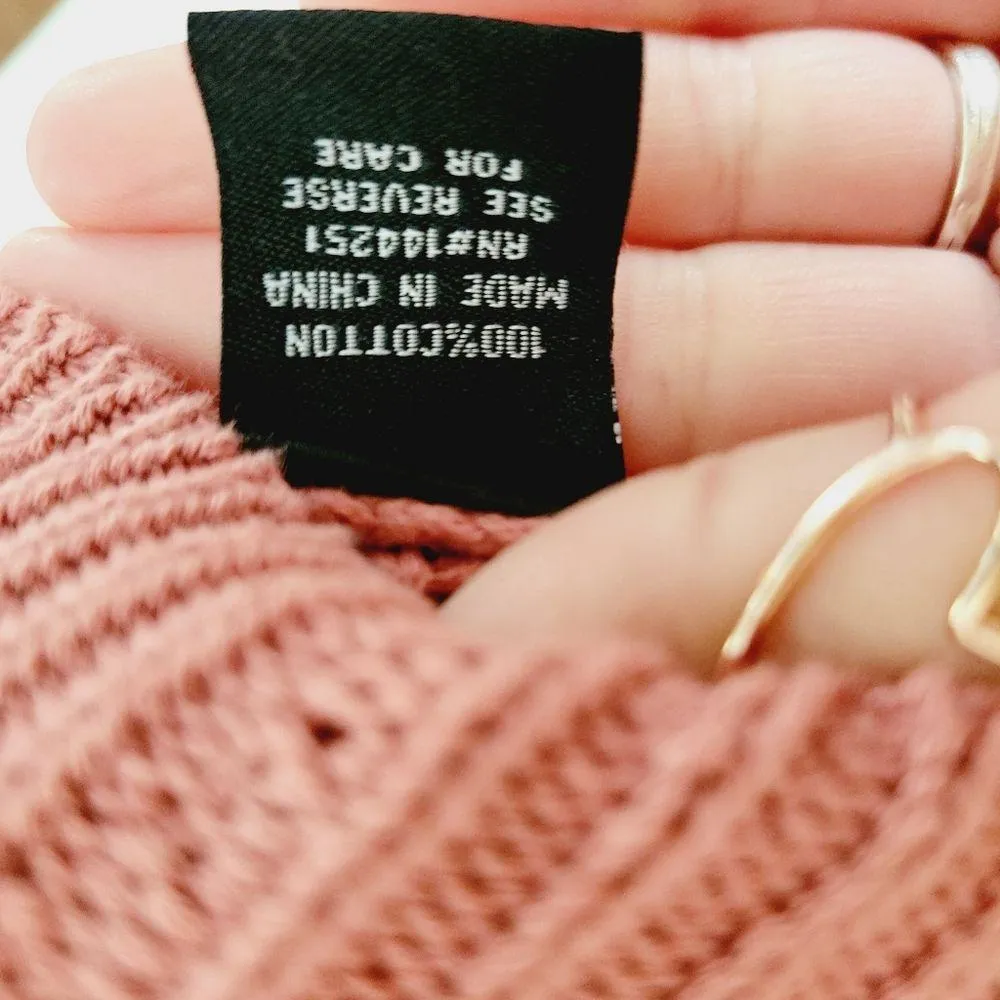 100%COTTON
MADE IN CHINA
RN#144251
SEE REVERSE
FOR CARE